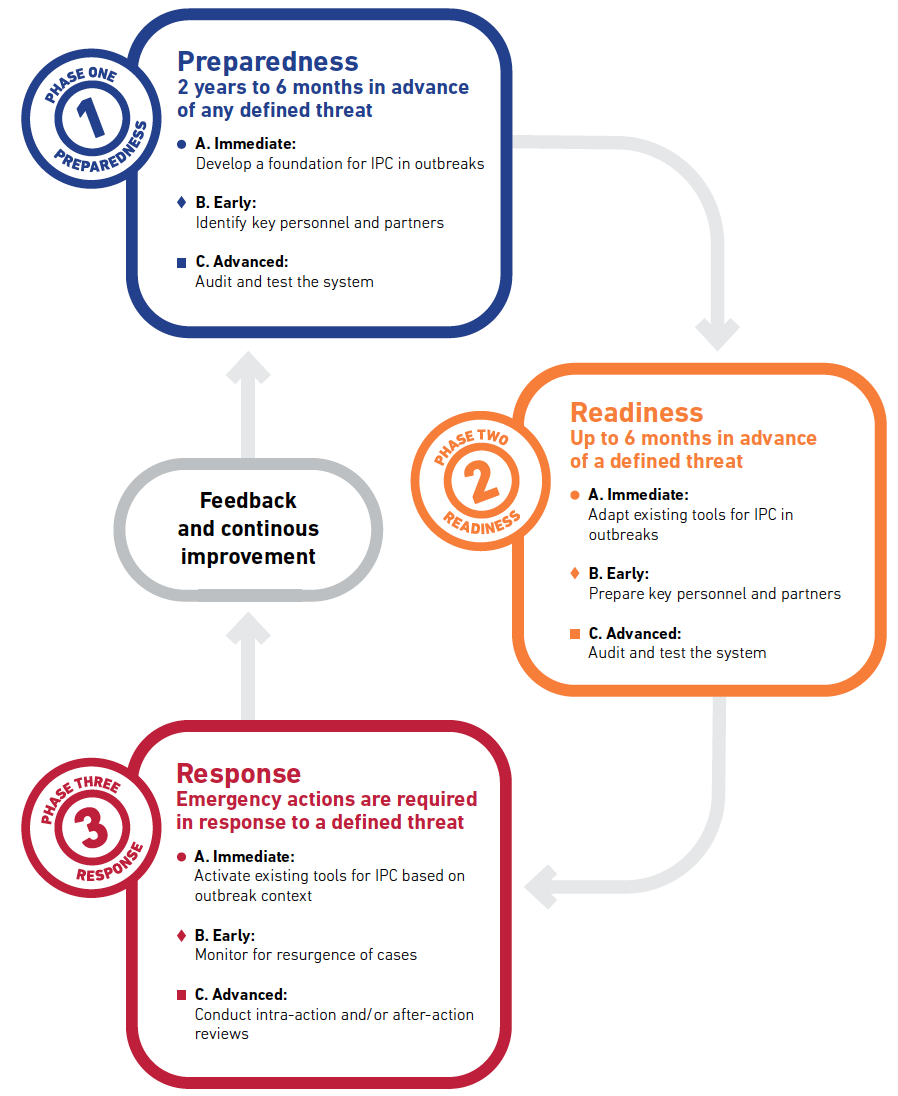 PHASE ONE
1
PREPAREDNESS
Preparedness
2 years to 6 months in advance
of any defined threat
A. Immediate:
Develop a foundation for IPC in outbreaks
B. Early:
Identify key personnel and partners
C. Advanced:
Audit and test the system
PHASE TWO
2
READINESS
Readiness
Up to 6 months in advance
of a defined threat
A. Immediate:
Adapt existing tools for IPC in
outbreaks
B. Early:
Prepare key personnel and partners
C. Advanced:
Audit and test the system
PHASE THREE
3
RESPONSE
Response
Emergency actions are required
in response to a defined threat
A. Immediate:
Activate existing tools for IPC based on
outbreak context
B. Early:
Monitor for resurgence of cases
C. Advanced:
Conduct intra-action and/or after-action
reviews
Feedback
and continous
improvement